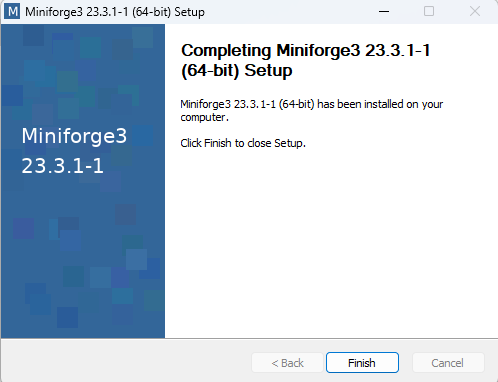 M Miniforge3 23.3.1-1 (64-bit) Setup
Miniforge3
23.3.1-1
Completing Miniforge3 23.3.1-1
(64-bit) Setup
Miniforge3 23.3.1-1 (64-bit) has been installed on your
computer.
Click Finish to close Setup.
< Back Finish Cancel